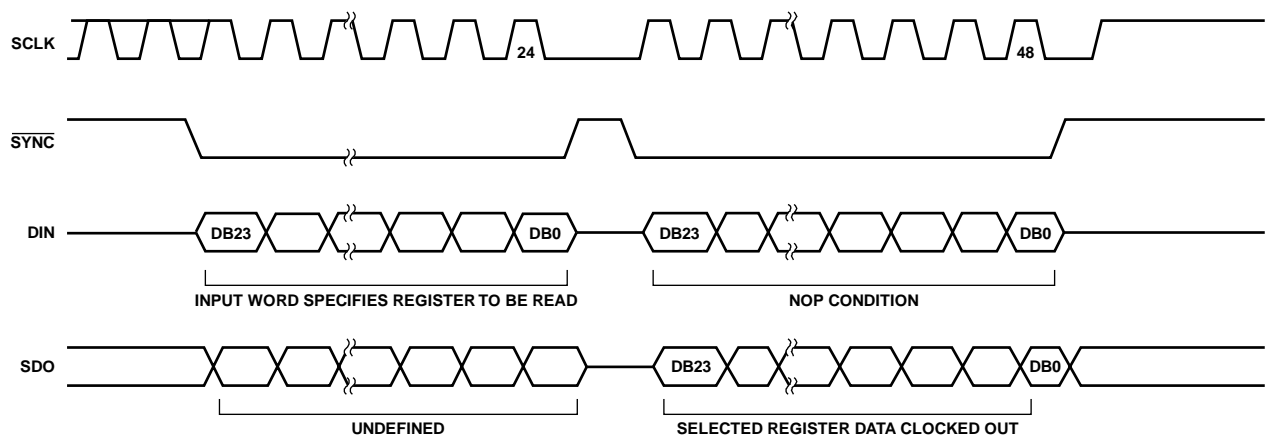 SCLK
24
48
SYNC
DIN
DB23
DB0
DB23
DB0
INPUT WORD SPECIFIES REGISTER TO BE READ
NOP CONDITION
SDO
DB23
DB0
UNDEFINED
SELECTED REGISTER DATA CLOCKED OUT